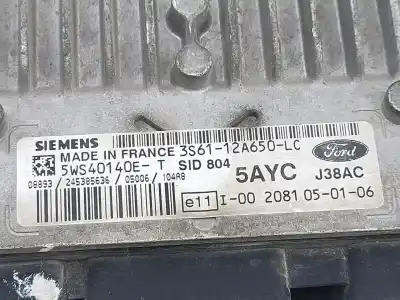 SIEMENS
MADE IN FRANCE 3S61-12A650-LC
5WS40140E- T SID 804 Ford
08893 / 245385636 / 05006 / 104AB 5AYC J38AC
e11 I-00 2081 05-01-06